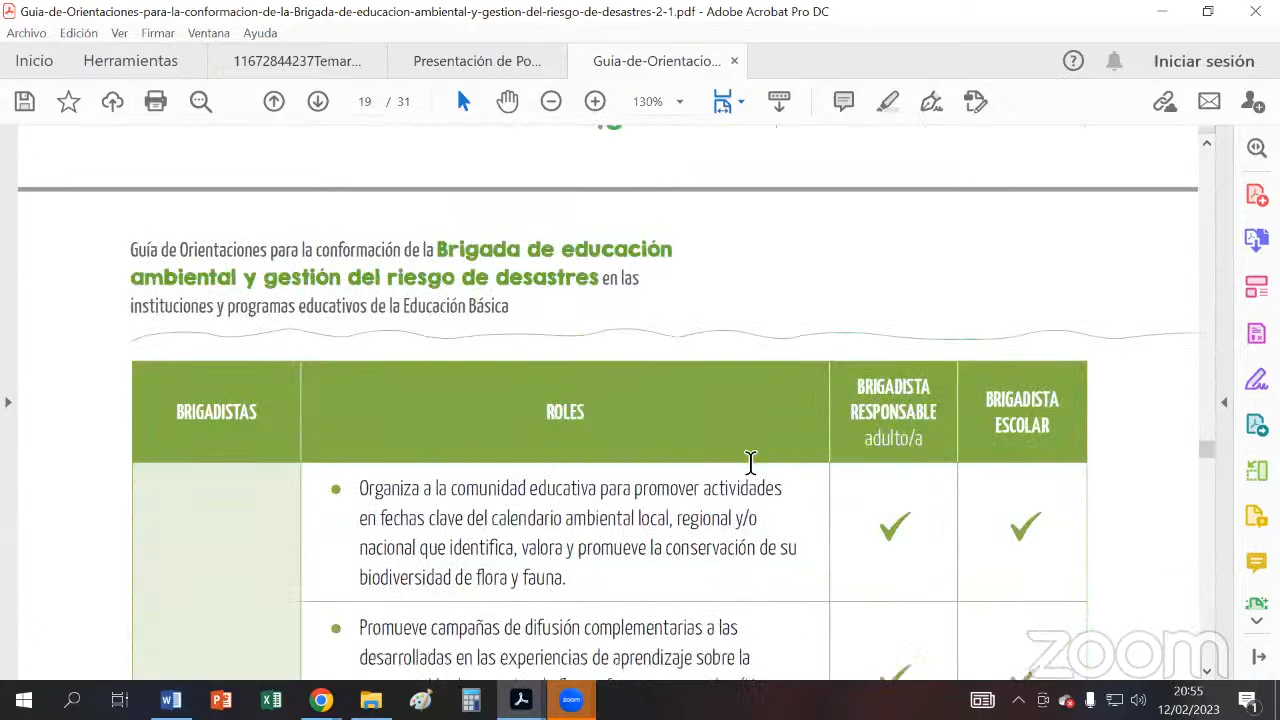 Guia-de-Orientaciones-para-la-conformacion-de-la-Brigada-de-educacion-ambiental-y-gestion-del-riesgo-de-desastres-2-1.pdf - Adobe Acrobat Pro DC
Archivo Edición Ver Firmar Ventana Ayuda
Inicio Herramientas 11672844237Temar... Presentación de Po... Guia-de-Orientacio... × Iniciar sesión
19 / 31 130%
Guía de Orientaciones para la conformación de la Brigada de educación
ambiental y gestión del riesgo de desastres en las
instituciones y programas educativos de la Educación Básica
BRIGADISTAS
ROLES
BRIGADISTA
RESPONSABLE
adulto/a
BRIGADISTA
ESCOLAR
Organiza a la comunidad educativa para promover actividades
en fechas clave del calendario ambiental local, regional y/o
nacional que identifica, valora y promueve la conservación de su
biodiversidad de flora y fauna.
Promueve campañas de difusión complementarias a las
desarrolladas en las experiencias de aprendizaje sobre la
zoom
zoom
20:55
12/02/2023
1